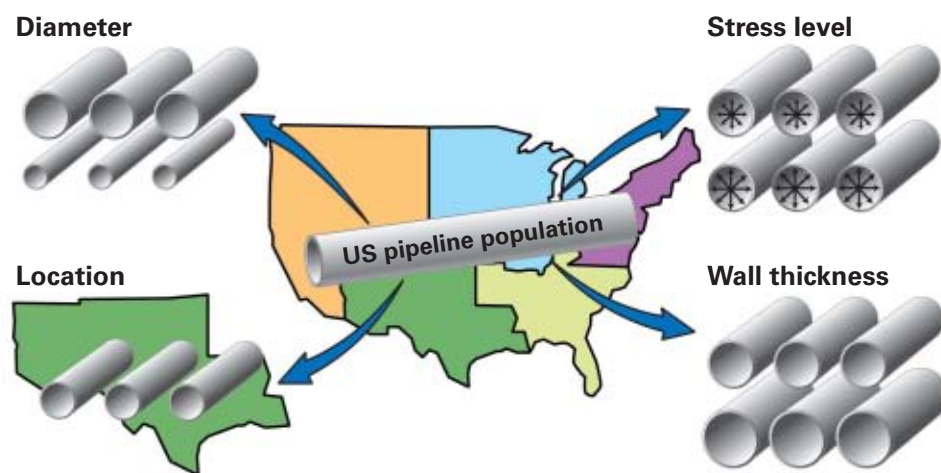 Diameter
Stress level
US pipeline population
Location
Wall thickness